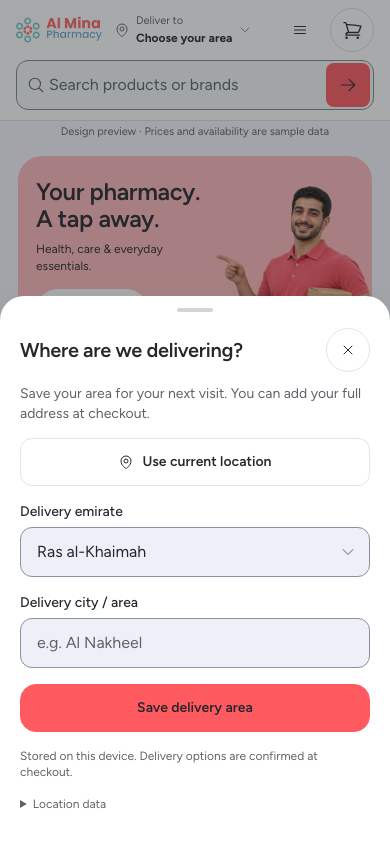 Al Mina
Pharmacy
Deliver to
Choose your area
Search products or brands
Design preview · Prices and availability are sample data
Your pharmacy.
A tap away.
Health, care & everyday
essentials.
Where are we delivering?
Save your area for your next visit. You can add your full
address at checkout.
Use current location
Delivery emirate
Ras al-Khaimah
Delivery city / area
e.g. Al Nakheel
Save delivery area
Stored on this device. Delivery options are confirmed at
checkout.
Location data